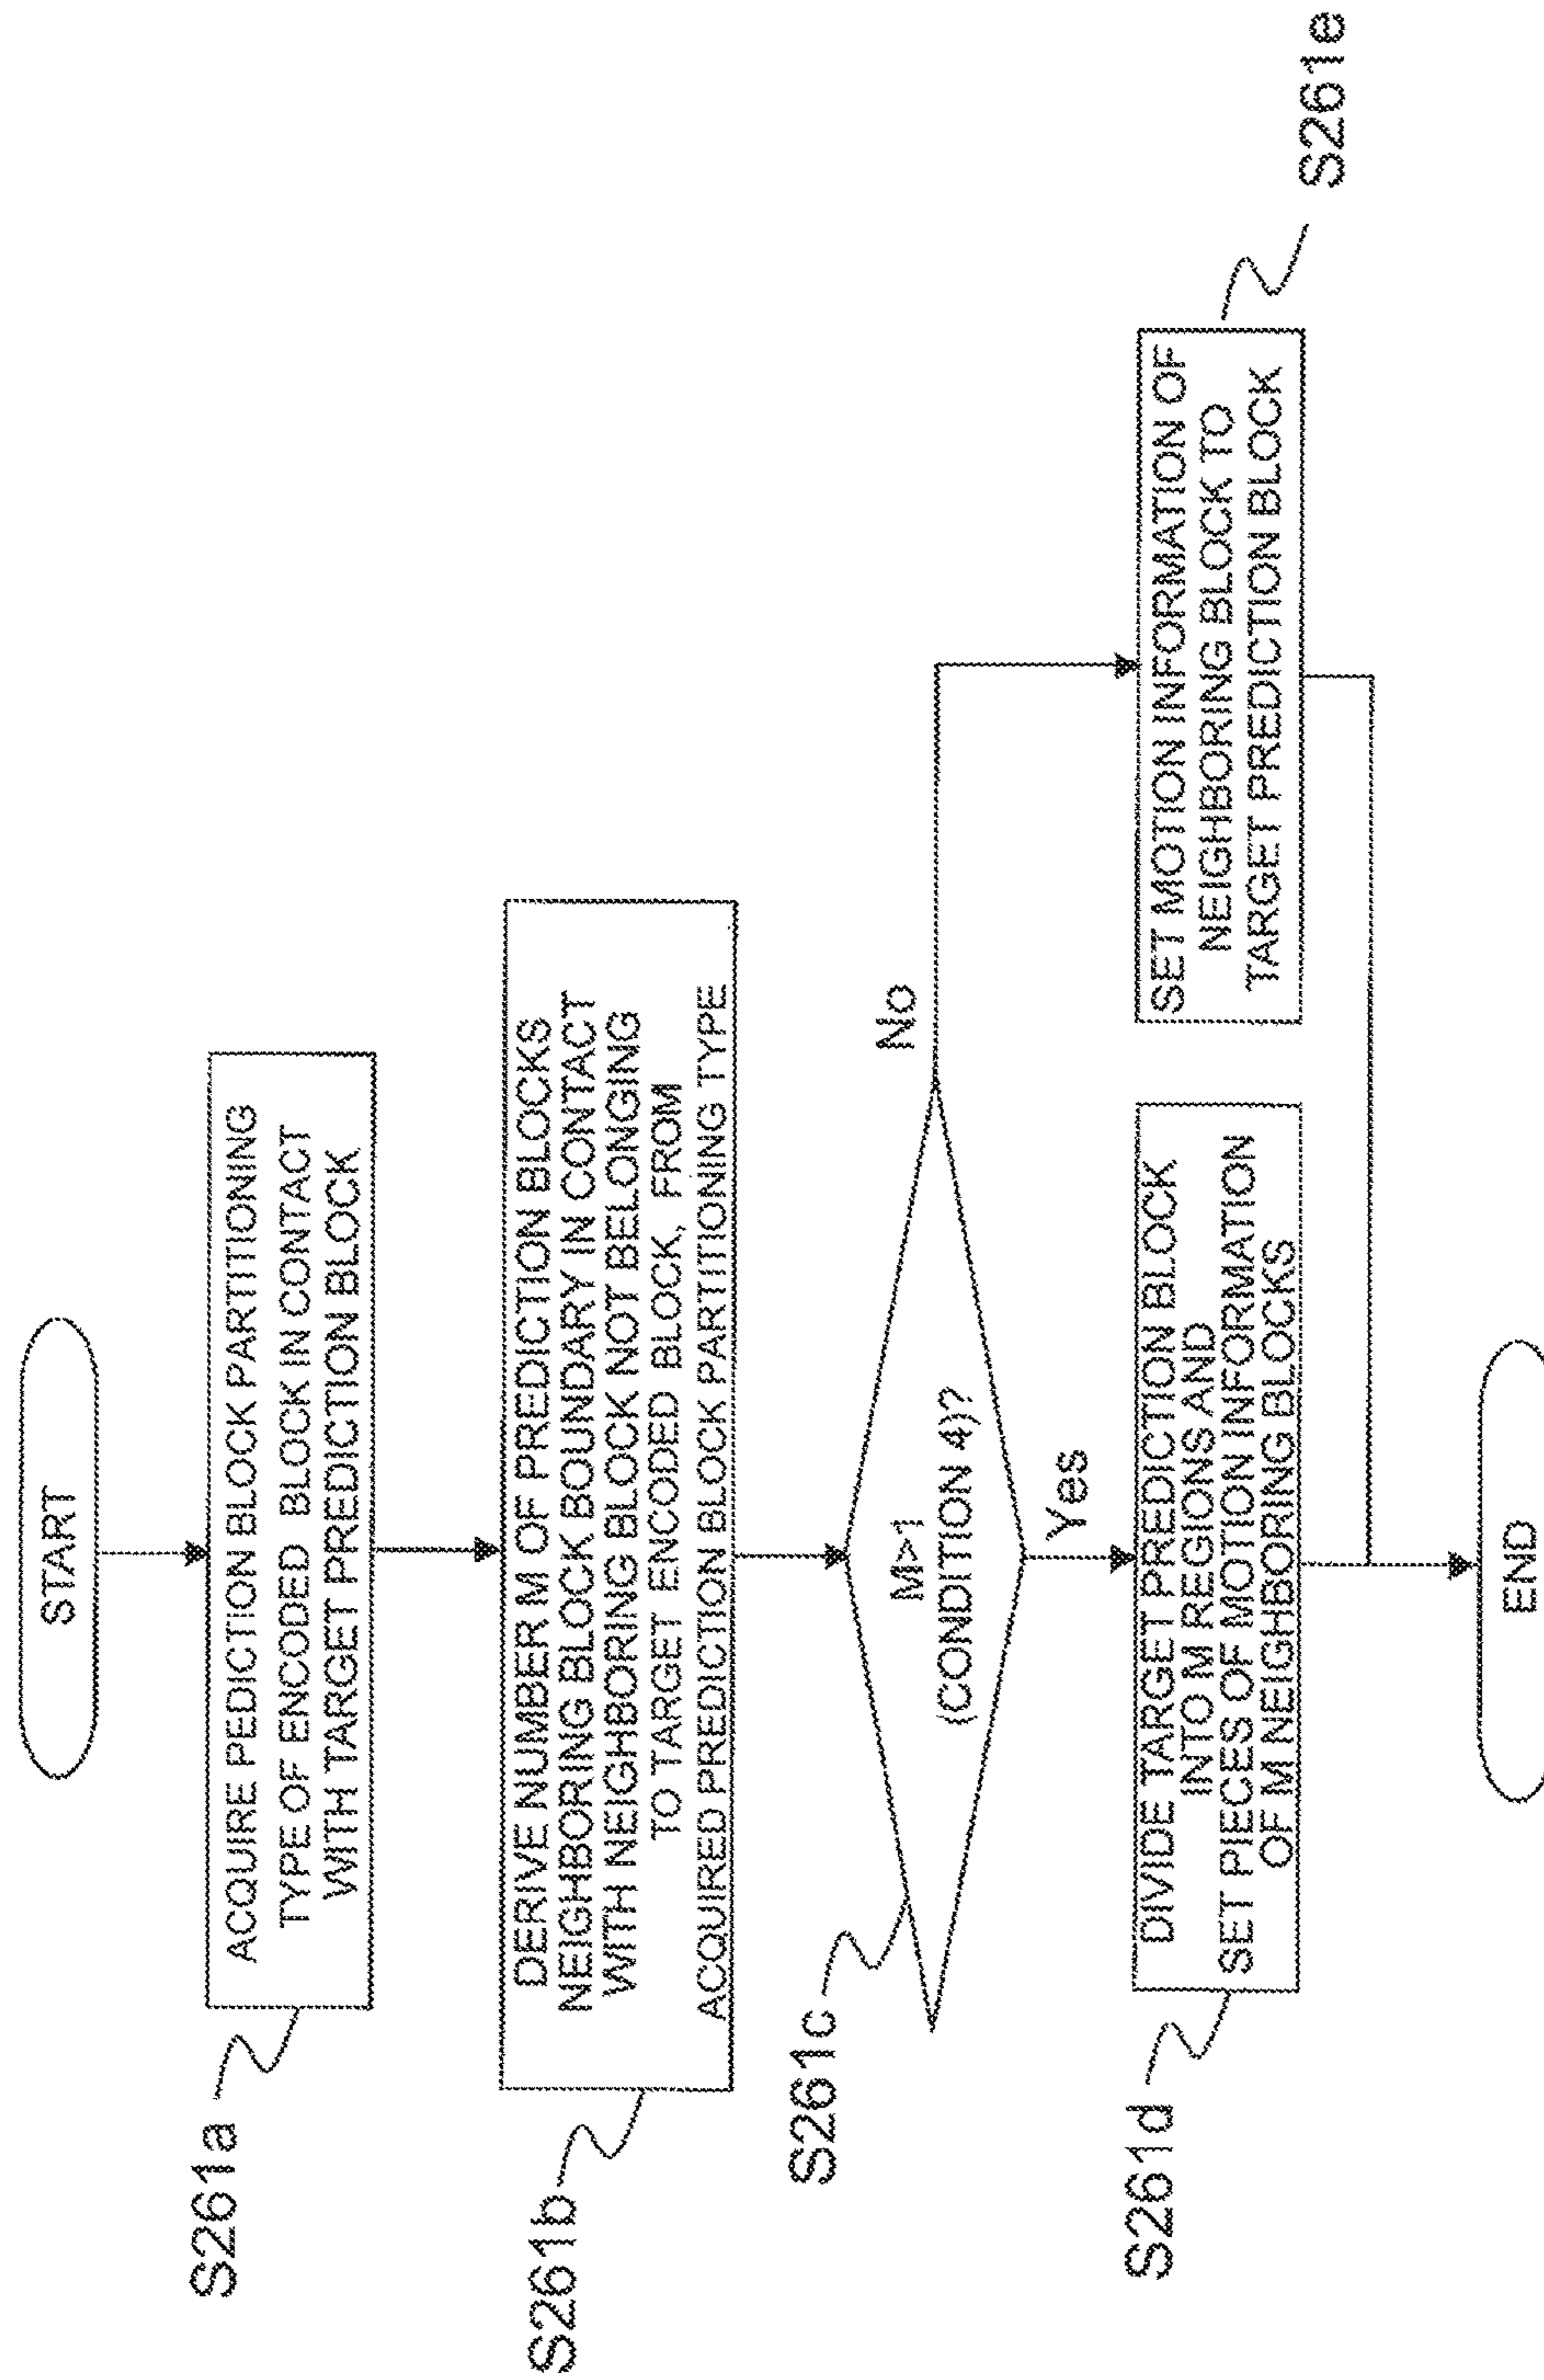 START
S261a
ACQUIRE PEDICTION BLOCK PARTITIONING
TYPE OF ENCODED BLOCK IN CONTACT
WITH TARGET PREDICTION BLOCK
S261b
DERIVE NUMBER M OF PREDICTION BLOCKS
NEIGHBORING BLOCK BOUNDARY IN CONTACT
WITH NEIGHBORING BLOCK NOT BELONGING
TO TARGET ENCODED BLOCK, FROM
ACQUIRED PREDICTION BLOCK PARTITIONING TYPE
S261c
M>1
(CONDITION 4)?
No
Yes
S261d
DIVIDE TARGET PREDICTION BLOCK
INTO M REGIONS AND
SET PIECES OF MOTION INFORMATION
OF M NEIGHBORING BLOCKS
SET MOTION INFORMATION OF
NEIGHBORING BLOCK TO
TARGET PREDICTION BLOCK
S261e
END